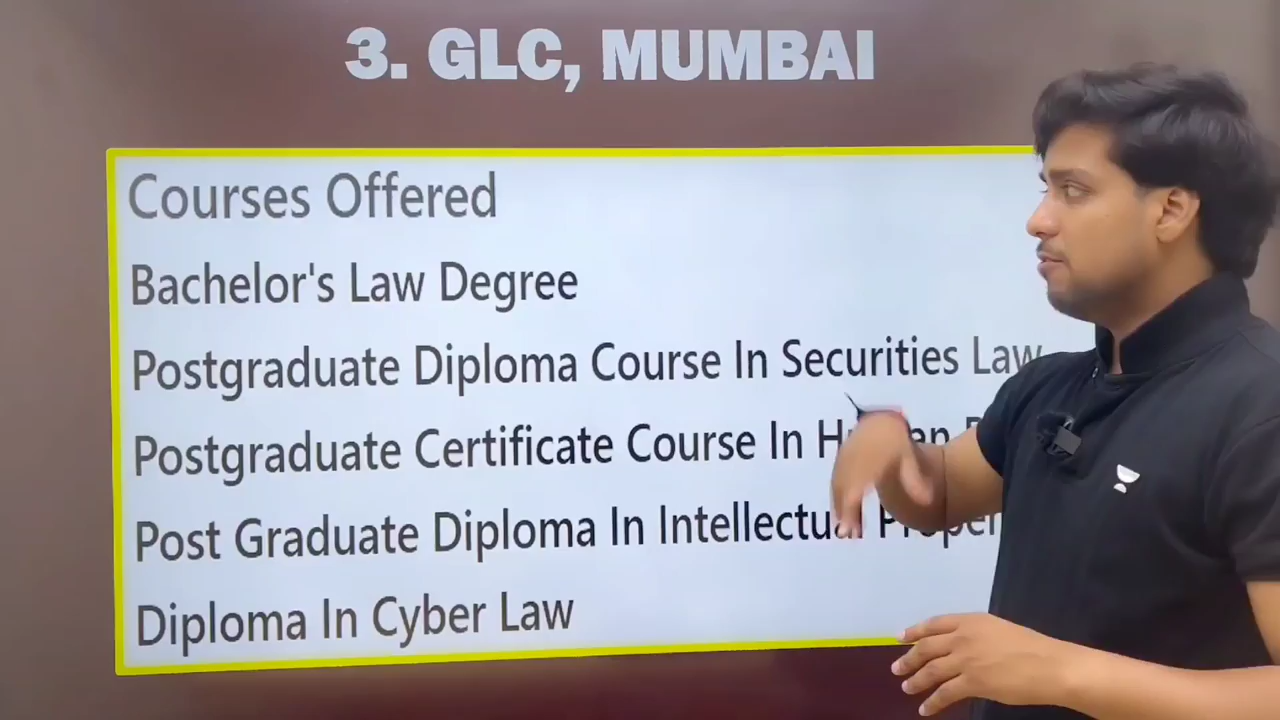 3. GLC, MUMBAI
Courses Offered
Bachelor's Law Degree
Postgraduate Diploma Course In Securities Law
Postgraduate Certificate Course In
Post Graduate Diploma In Intellectual
Diploma In Cyber Law